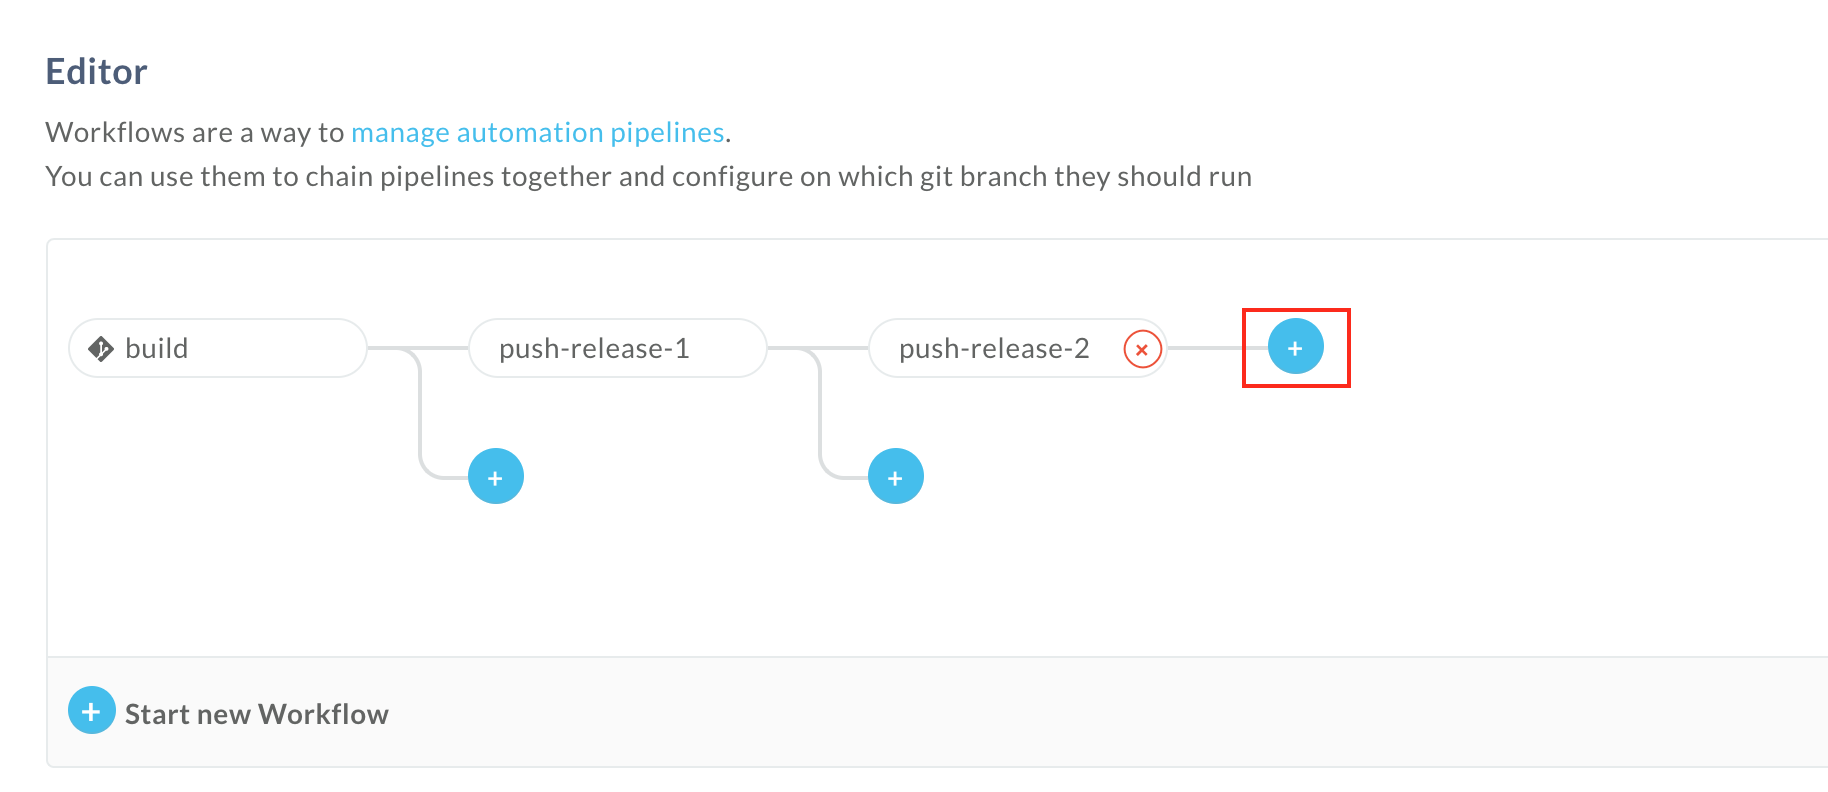 Editor
Workflows are a way to manage automation pipelines.
You can use them to chain pipelines together and configure on which git branch they should run
build
push-release-1
push-release-2
×
+
+
+
+ Start new Workflow